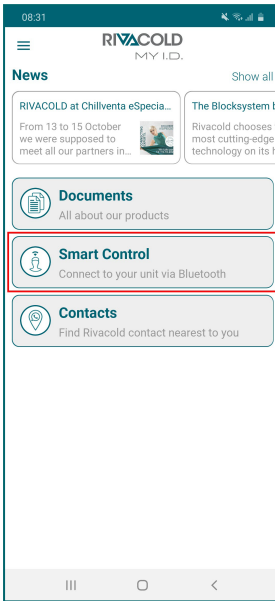 08:31
RIVACOLD
MY I.D.
News
Show all
RIVACOLD at Chillventa eSpecia...
The Blocksystem b
From 13 to 15 October
we were supposed to
meet all our partners in...
Rivacold chooses
most cutting-edge
technology on its h
Documents
All about our products
Smart Control
Connect to your unit via Bluetooth
Contacts
Find Rivacold contact nearest to you